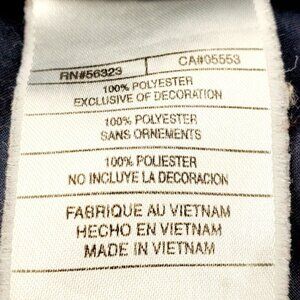 RN#56323 CA#05553
100% POLYESTER
EXCLUSIVE OF DECORATION
100% POLYESTER
SANS ORNEMENTS
100% POLIESTER
NO INCLUYE LA DECORACION
FABRIQUE AU VIETNAM
HECHO EN VIETNAM
MADE IN VIETNAM